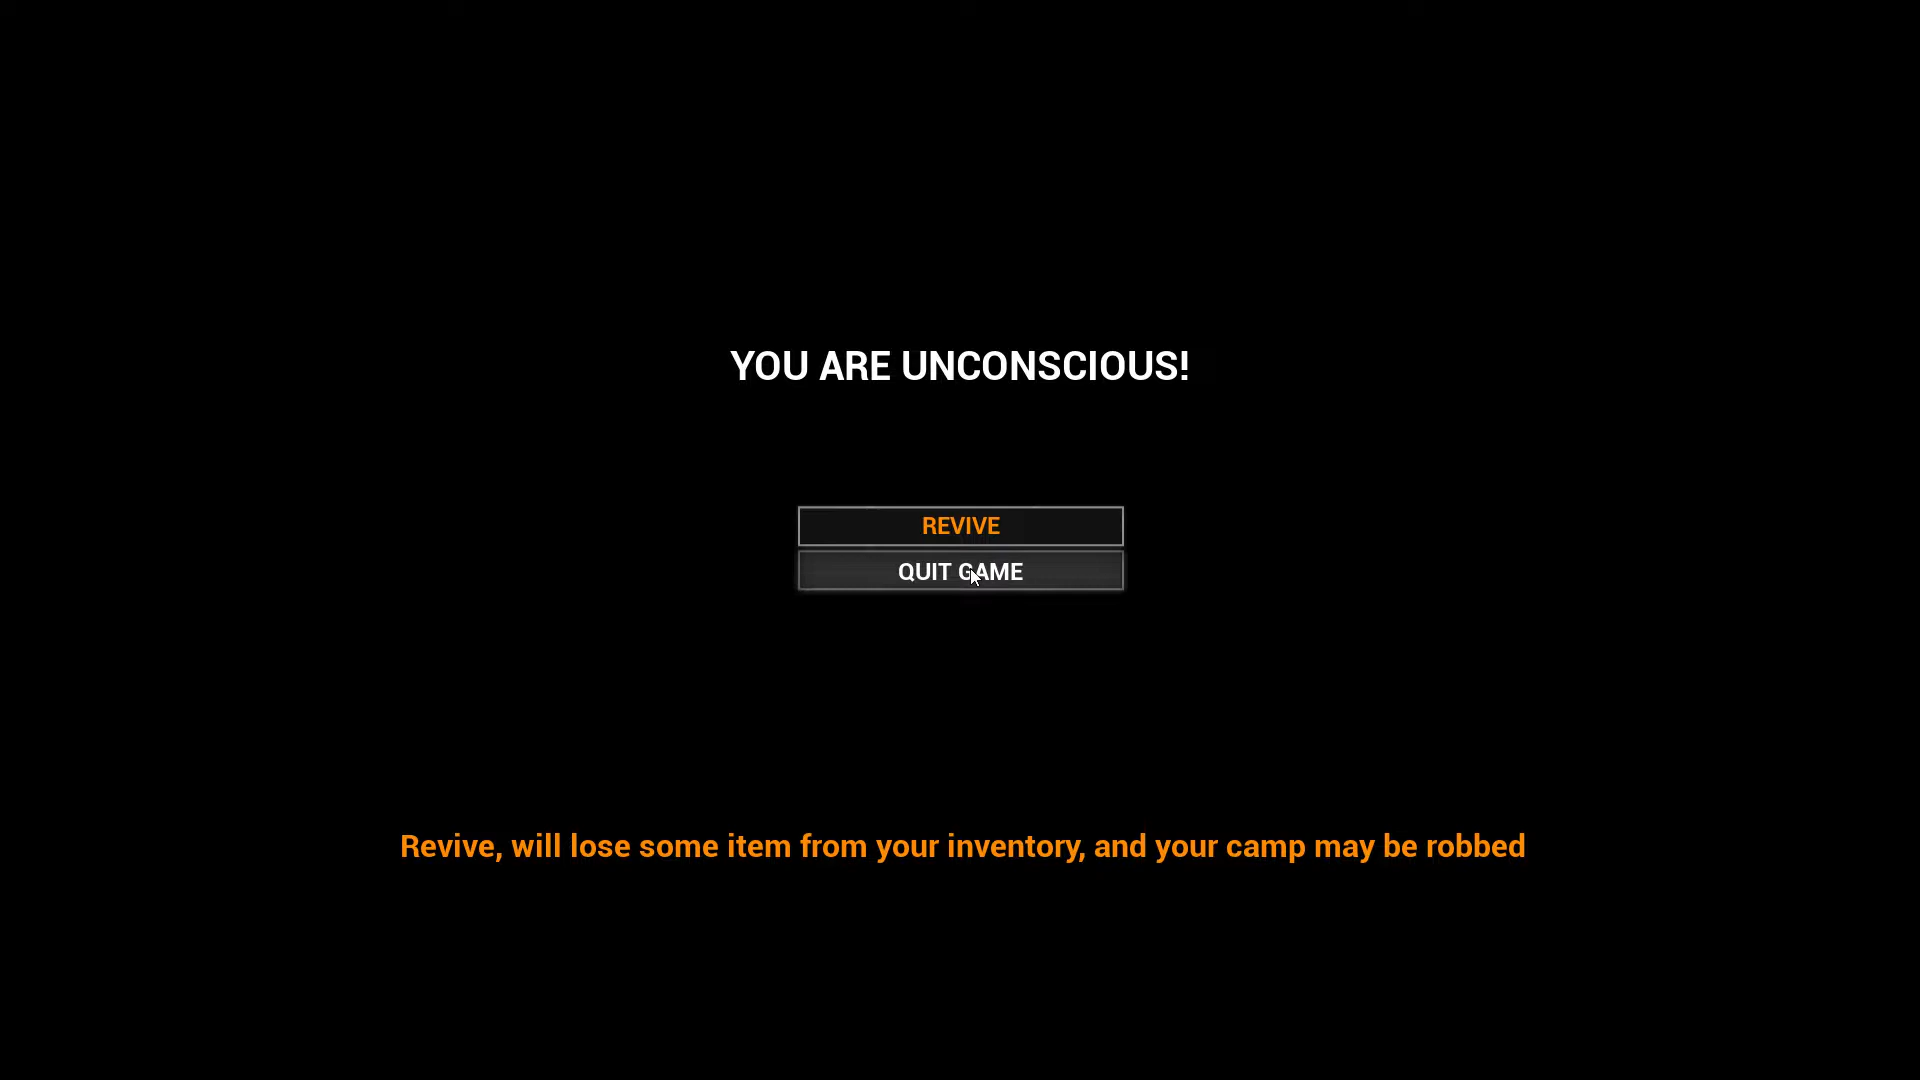 YOU ARE UNCONSCIOUS!
REVIVE
QUIT GAME
Revive, will lose some item from your inventory, and your camp may be robbed